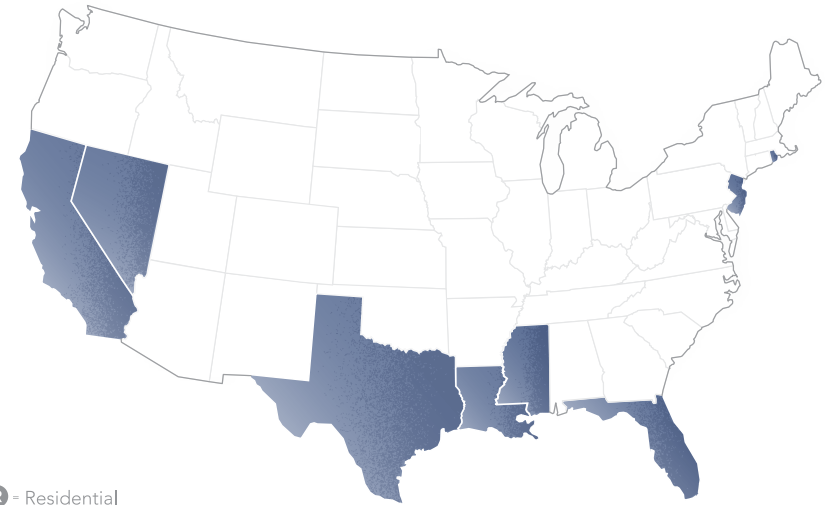 R = Residential